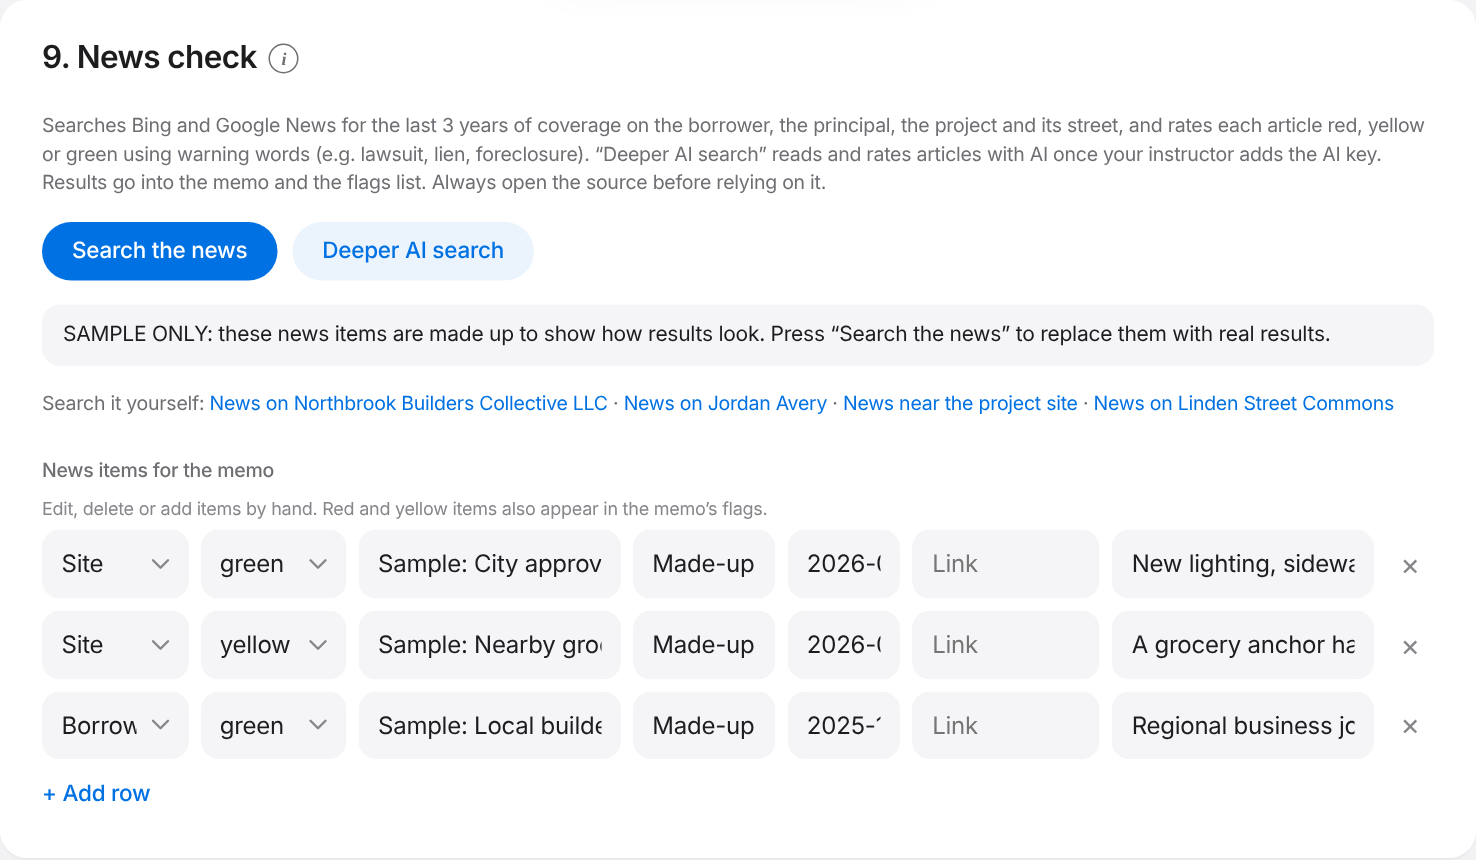 9. News check i
Searches Bing and Google News for the last 3 years of coverage on the borrower, the principal, the project and its street, and rates each article red, yellow
or green using warning words (e.g. lawsuit, lien, foreclosure). “Deeper AI search” reads and rates articles with AI once your instructor adds the AI key.
Results go into the memo and the flags list. Always open the source before relying on it.
Search the news Deeper AI search
SAMPLE ONLY: these news items are made up to show how results look. Press “Search the news” to replace them with real results.
Search it yourself: News on Northbrook Builders Collective LLC · News on Jordan Avery · News near the project site · News on Linden Street Commons
News items for the memo
Edit, delete or add items by hand. Red and yellow items also appear in the memo’s flags.
Site green Sample: City approv Made-up 2026- Link New lighting, sidewa
Site yellow Sample: Nearby gro Made-up 2026- Link A grocery anchor ha
Borrow green Sample: Local builde Made-up 2025- Link Regional business jo
+ Add row